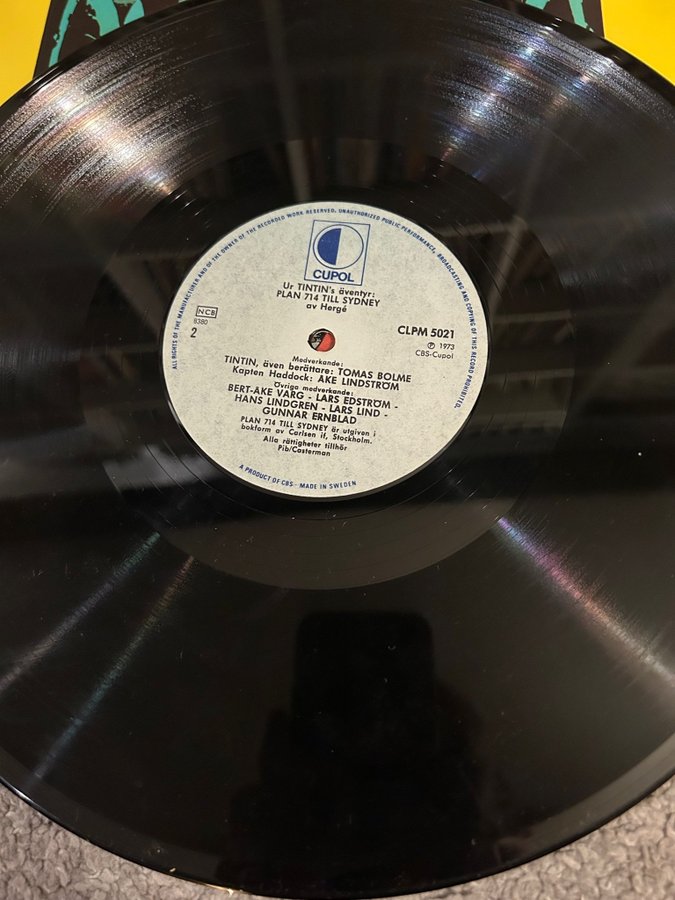 ALL RIGHTS OF THE MANUFACTURER AND OF THE OWNER OF THE RECORDED WORK RESERVED. UNAUTHORIZED PUBLIC PERFORMANCE, BROADCASTING AND COPYING OF THIS RECORD PROHIBITED.
CUPOL
Ur TINTIN's äventyr:
PLAN 714 TILL SYDNEY
av Hergé
NCB
8380
2
CLPM 5021
℗ 1973
CBS-Cupol
Medverkande:
TINTIN, även berättare: TOMAS BOLME
Kapten Haddock: ÅKE LINDSTRÖM
Övriga medverkande:
BERT-ÅKE VARG - LARS EDSTRÖM -
HANS LINDGREN - LARS LIND -
GUNNAR ERNBLAD
PLAN 714 TILL SYDNEY är utgiven i
bokform av Carlsen if, Stockholm.
Alla rättigheter tillhör
Pib/Casterman
A PRODUCT OF CBS - MADE IN SWEDEN